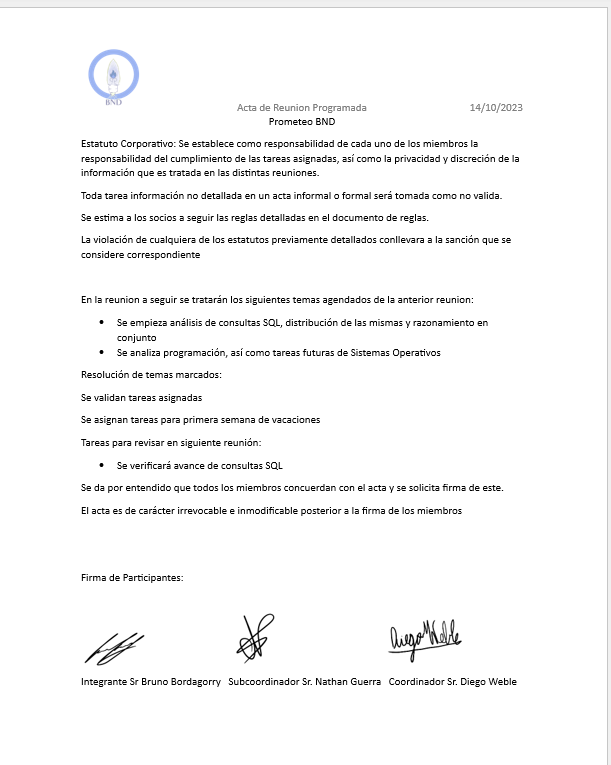 BND
Acta de Reunion Programada 14/10/2023
Prometeo BND
Estatuto Corporativo: Se establece como responsabilidad de cada uno de los miembros la
responsabilidad del cumplimiento de las tareas asignadas, así como la privacidad y discreción de la
información que es tratada en las distintas reuniones.
Toda tarea información no detallada en un acta informal o formal será tomada como no valida.
Se estima a los socios a seguir las reglas detalladas en el documento de reglas.
La violación de cualquiera de los estatutos previamente detallados conllevara a la sanción que se
considere correspondiente
En la reunion a seguir se tratarán los siguientes temas agendados de la anterior reunion:
• Se empieza análisis de consultas SQL, distribución de las mismas y razonamiento en
conjunto
• Se analiza programación, así como tareas futuras de Sistemas Operativos
Resolución de temas marcados:
Se validan tareas asignadas
Se asignan tareas para primera semana de vacaciones
Tareas para revisar en siguiente reunión:
• Se verificará avance de consultas SQL
Se da por entendido que todos los miembros concuerdan con el acta y se solicita firma de este.
El acta es de carácter irrevocable e inmodificable posterior a la firma de los miembros
Firma de Participantes:
Diego Weble
Integrante Sr Bruno Bordagorry Subcoordinador Sr. Nathan Guerra Coordinador Sr. Diego Weble